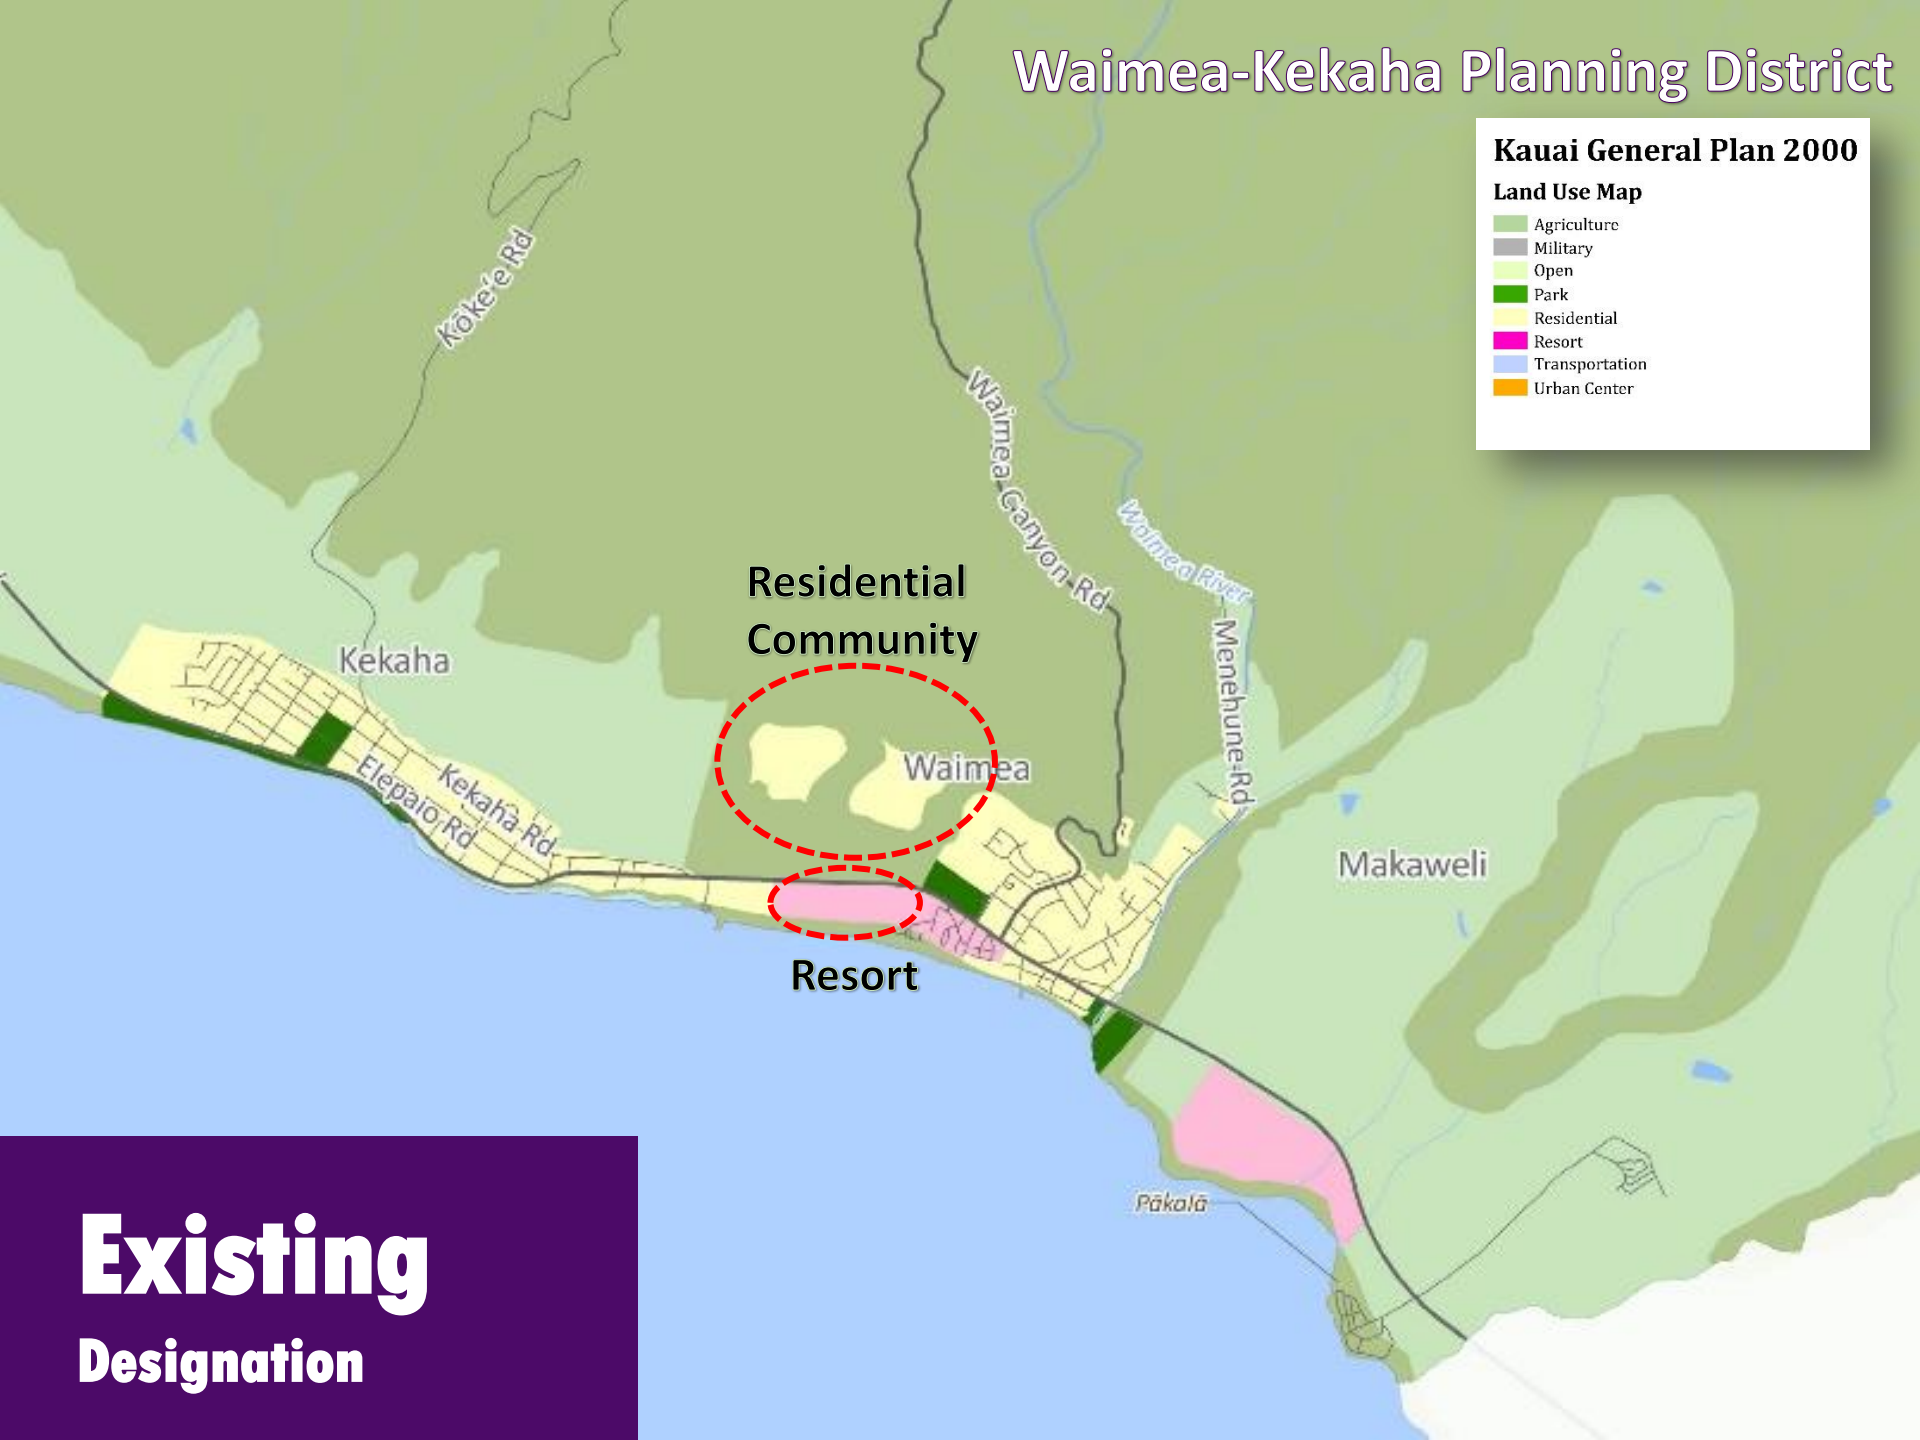 Waimea-Kekaha Planning District
Kauai General Plan 2000
Land Use Map
Agriculture
Military
Open
Park
Residential
Resort
Transportation
Urban Center
Kōke‘e Rd
Waimea Canyon Rd
Waimea River
Menehune Rd
Residential
Community
Kekaha
Waimea
Kekaha Rd
Elepaio Rd
Makaweli
Resort
Pākalā
Existing
Designation